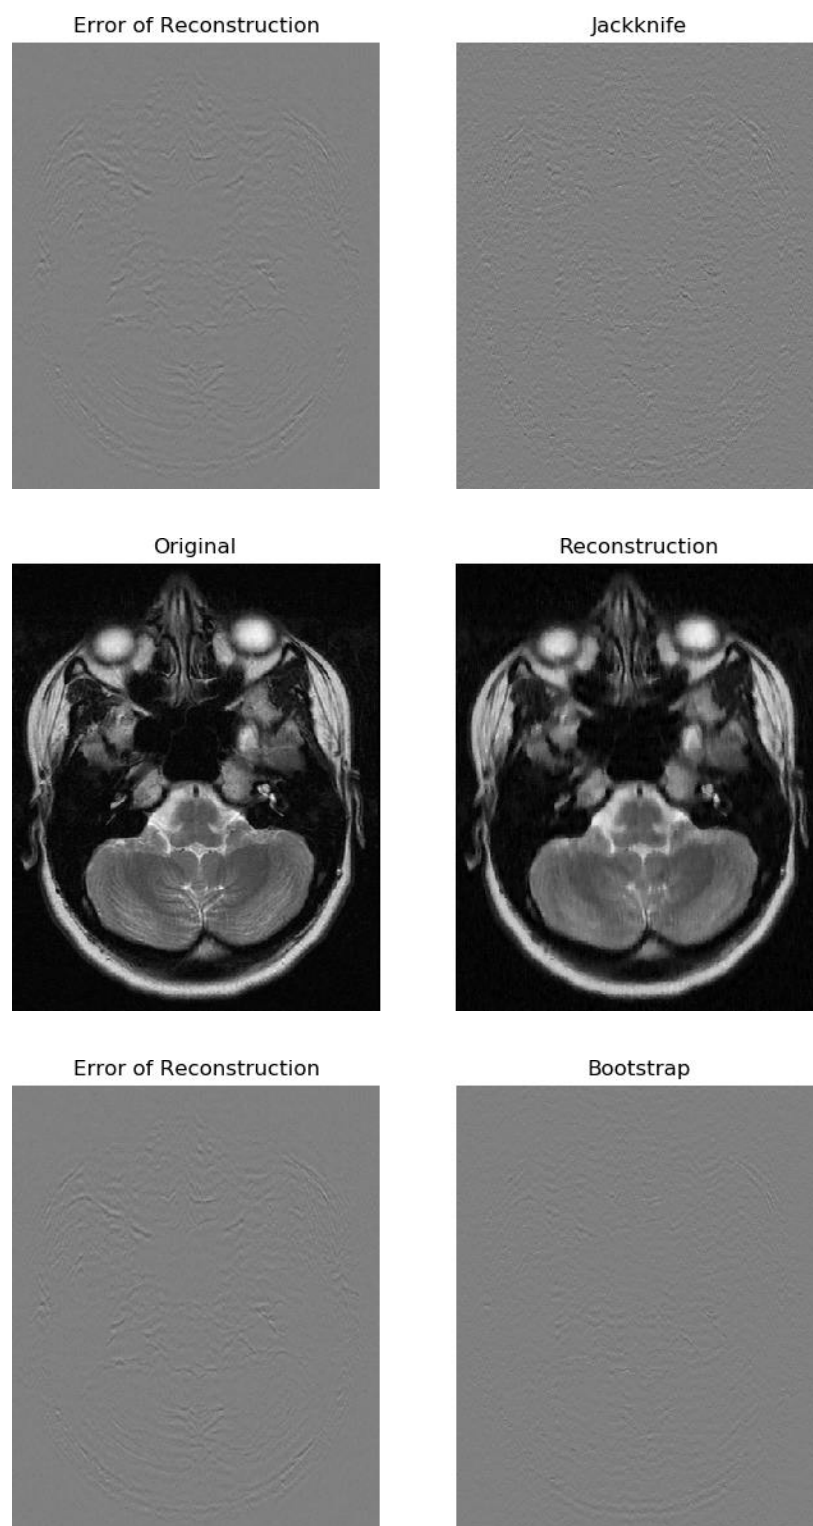 Error of Reconstruction
Jackknife
Original
Reconstruction
Error of Reconstruction
Bootstrap